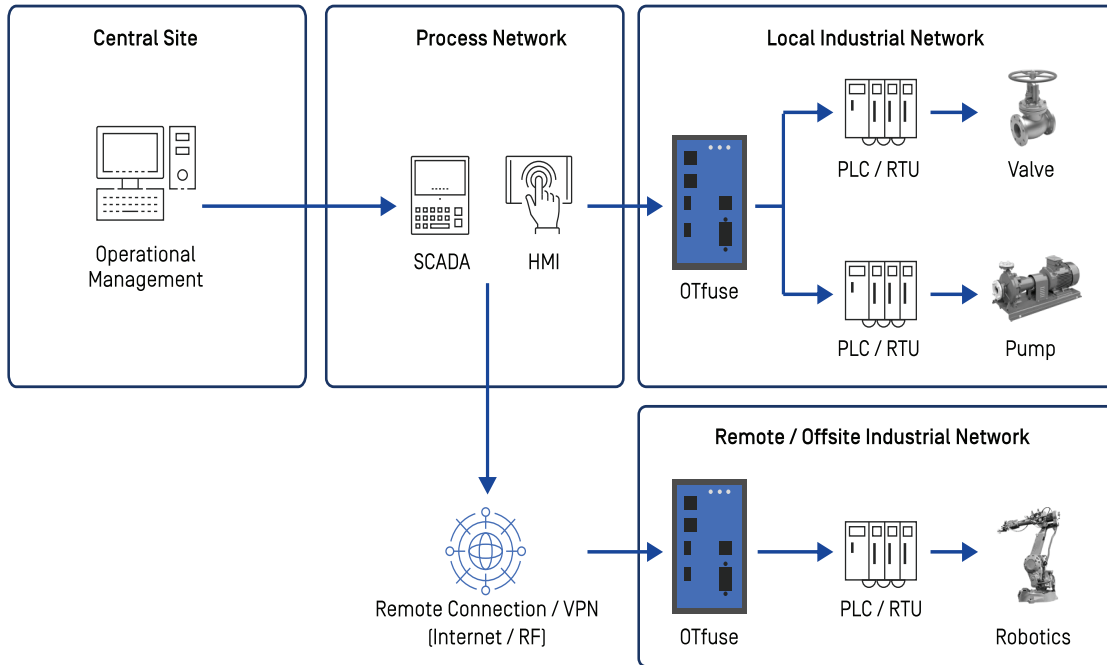 Central Site
Operational
Management
Process Network
SCADA
HMI
Local Industrial Network
OTfuse
PLC / RTU
Valve
PLC / RTU
Pump
Remote Connection / VPN
(Internet / RF)
Remote / Offsite Industrial Network
OTfuse
PLC / RTU
Robotics